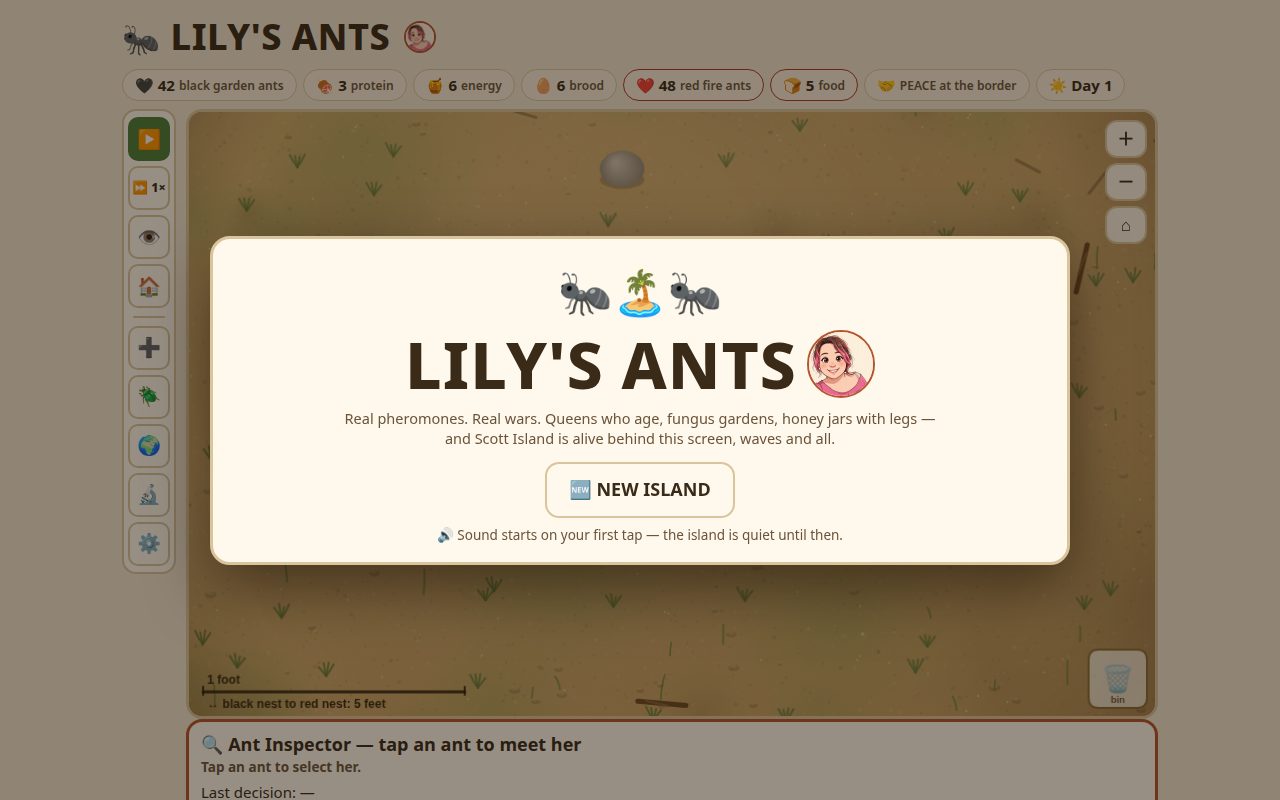 LILY'S ANTS
42 black garden ants
3 protein
6 energy
6 brood
48 red fire ants
5 food
PEACE at the border
Day 1
1×
+
−
LILY'S ANTS
Real pheromones. Real wars. Queens who age, fungus gardens, honey jars with legs —
and Scott Island is alive behind this screen, waves and all.
NEW NEW ISLAND
Sound starts on your first tap — the island is quiet until then.
1 foot
↔ black nest to red nest: 5 feet
bin
Ant Inspector — tap an ant to meet her
Tap an ant to select her.
Last decision: —